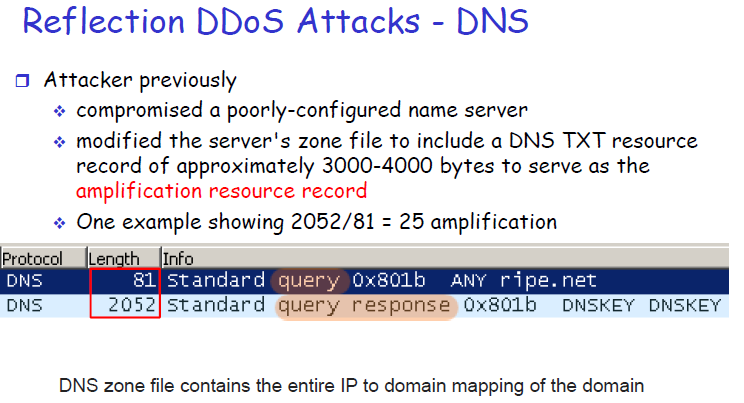 Reflection DDoS Attacks - DNS
Attacker previously
compromised a poorly-configured name server
modified the server's zone file to include a DNS TXT resource
record of approximately 3000-4000 bytes to serve as the
amplification resource record
One example showing 2052/81 = 25 amplification
Protocol Length Info
DNS 81 Standard query 0x801b ANY ripe.net
DNS 2052 Standard query response 0x801b DNSKEY DNSKEY
DNS zone file contains the entire IP to domain mapping of the domain